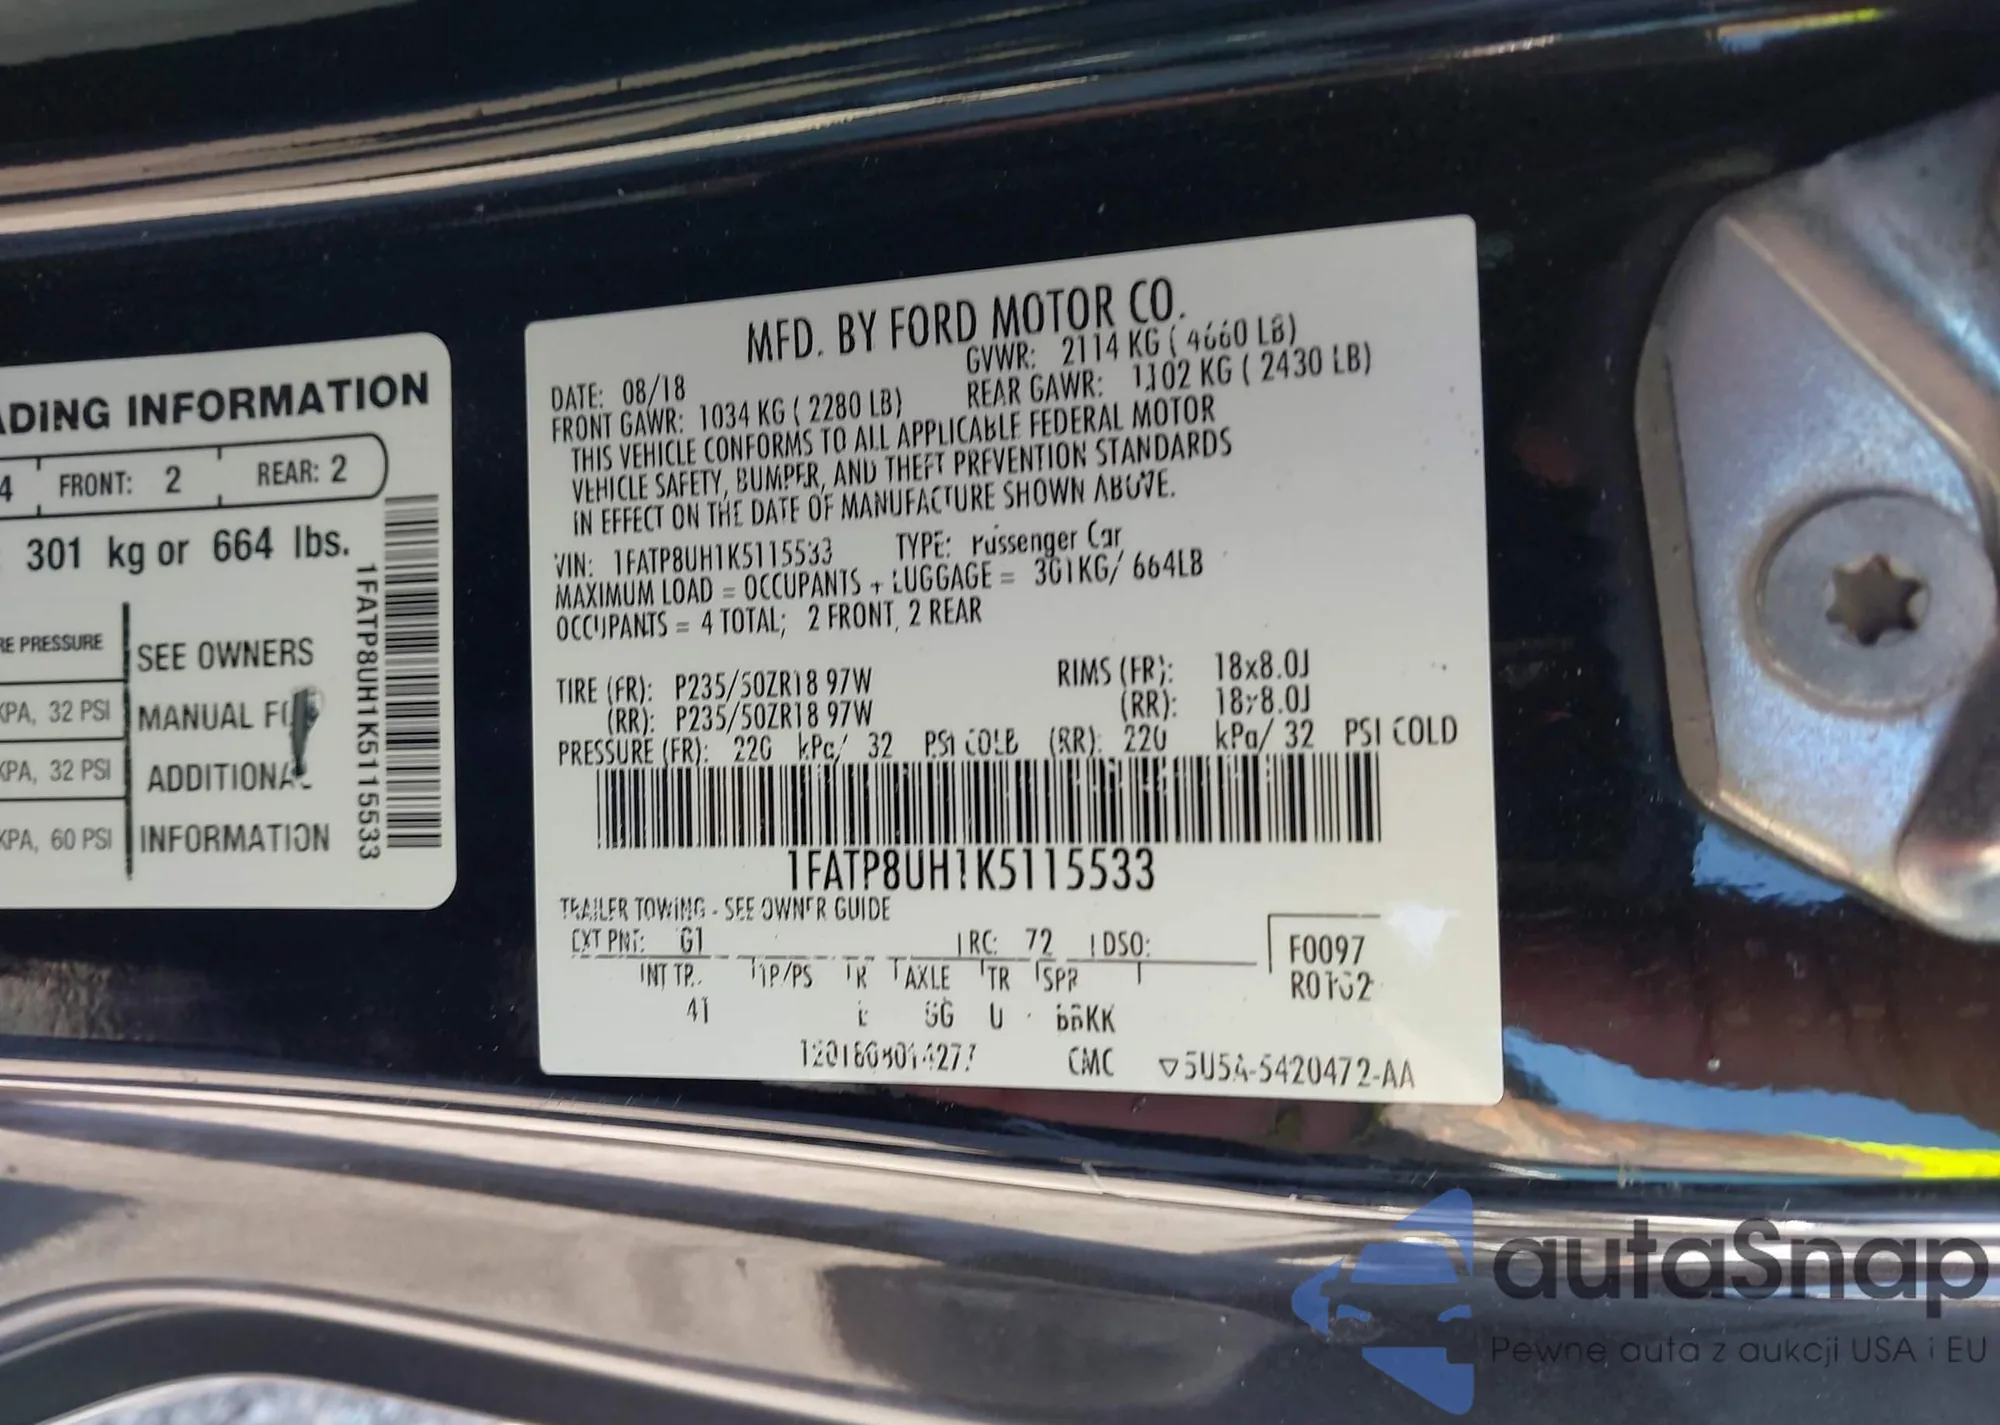 ADING INFORMATION
4 FRONT: 2 REAR: 2
301 kg or 664 lbs.
RE PRESSURE
SEE OWNERS
KPA, 32 PSI
MANUAL
KPA, 32 PSI
ADDITIONAL
KPA, 60 PSI
INFORMATION
1FATP8UH1K5115533
MFD. BY FORD MOTOR CO.
DATE: 08/18 GVWR: 2114 KG ( 4660 LB)
FRONT GAWR: 1034 KG ( 2280 LB) REAR GAWR: 1102 KG ( 2430 LB)
THIS VEHICLE CONFORMS TO ALL APPLICABLE FEDERAL MOTOR
VEHICLE SAFETY, BUMPER, AND THEFT PREVENTION STANDARDS
IN EFFECT ON THE DATE OF MANUFACTURE SHOWN ABOVE.
VIN: 1FATP8UH1K5115533 TYPE: Passenger Car
MAXIMUM LOAD = OCCUPANTS + LUGGAGE = 301KG/ 664LB
OCCUPANTS = 4 TOTAL; 2 FRONT, 2 REAR
TIRE (FR): P235/50ZR18 97W RIMS (FR): 18x8.0J
(RR): P235/50ZR18 97W (RR): 18x8.0J
PRESSURE (FR): 220 kPa/ 32 PSI COLD (RR): 220 kPa/ 32 PSI COLD
1FATP8UH1K5115533
TRAILER TOWING - SEE OWNER GUIDE
EXT PNT: G1 RC: 72 DSO:
F0097
INT TR TP/PS R AXLE TR SPR
41 U
CMC ▽5U5A-5420472-AA
autaSnap
Pewne auta z aukcji USA i EU